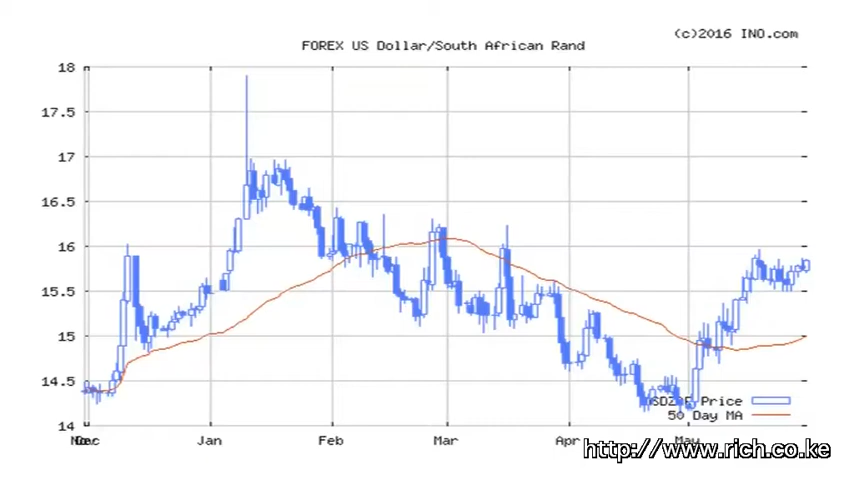 (c)2016 INO.com
FOREX US Dollar/South African Rand
18
17.5
17
16.5
16
15.5
15
14.5
14
Price
50 Day MA
Dec Jan Feb Mar Apr May
http://www.rich.co.ke